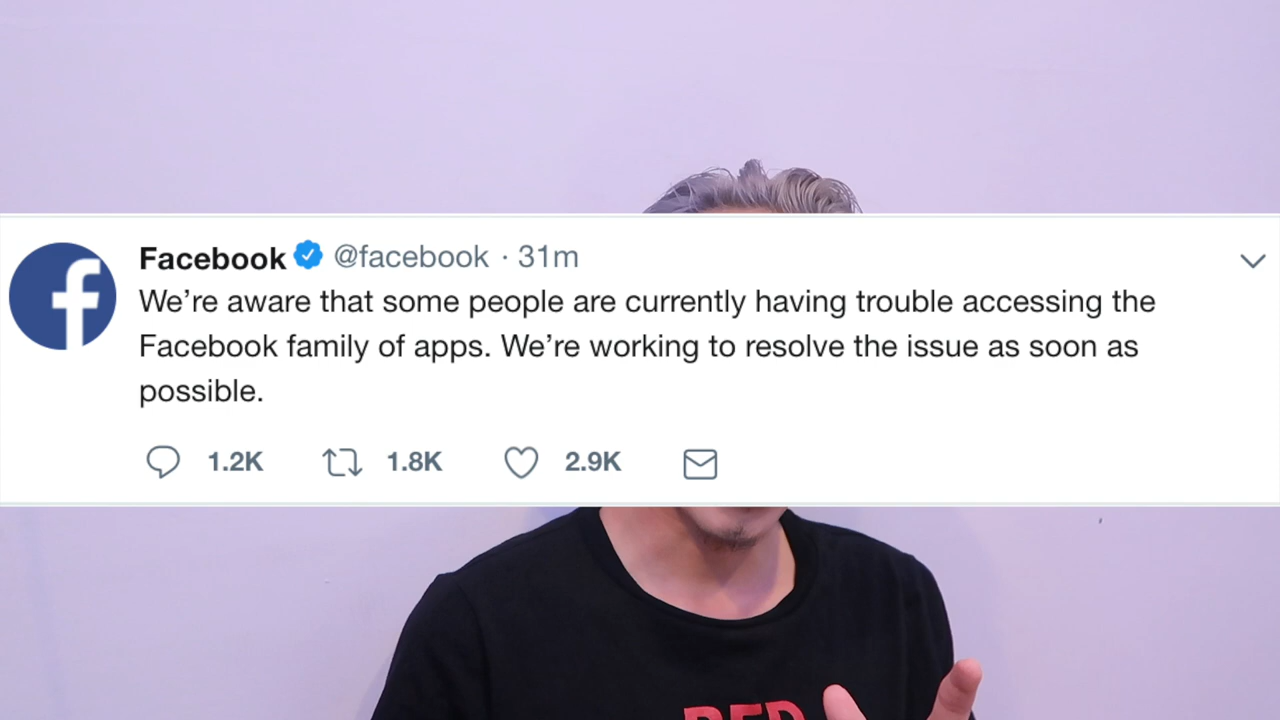 Facebook @facebook · 31m
We’re aware that some people are currently having trouble accessing the
Facebook family of apps. We’re working to resolve the issue as soon as
possible.
1.2K 1.8K 2.9K
RED